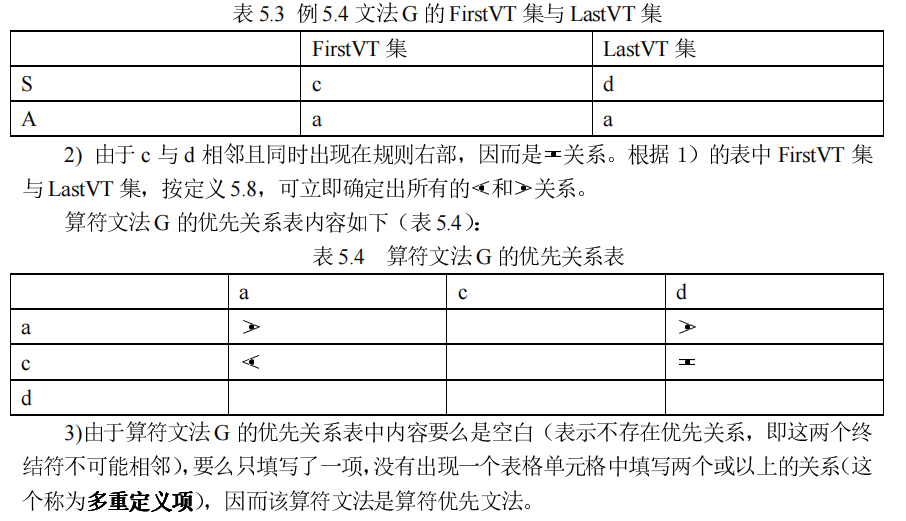 表 5.3 例 5.4 文法 G 的 FirstVT 集与 LastVT 集
FirstVT 集 LastVT 集
S c d
A a a
2) 由于 c 与 d 相邻且同时出现在规则右部，因而是≖关系。根据 1）的表中 FirstVT 集
与 LastVT 集，按定义 5.8，可立即确定出所有的⋖和⋗关系。
算符文法 G 的优先关系表内容如下（表 5.4）：
表 5.4 算符文法 G 的优先关系表
a c d
a ⋗ ⋗
c ⋖ ≖
d
3)由于算符文法 G 的优先关系表中内容要么是空白（表示不存在优先关系，即这两个终
结符不可能相邻），要么只填写了一项，没有出现一个表格单元格中填写两个或以上的关系（这
个称为多重定义项），因而该算符文法是算符优先文法。